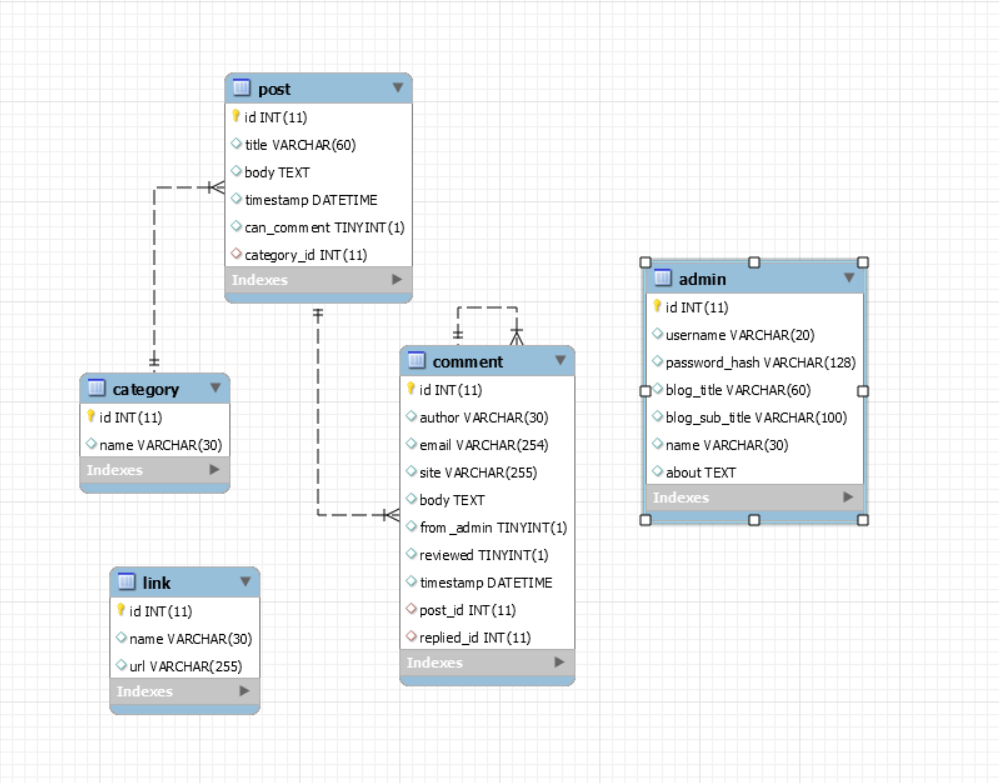 post
id INT(11)
title VARCHAR(60)
body TEXT
timestamp DATETIME
can_comment TINYINT(1)
category_id INT(11)
Indexes
category
id INT(11)
name VARCHAR(30)
Indexes
link
id INT(11)
name VARCHAR(30)
url VARCHAR(255)
Indexes
comment
id INT(11)
author VARCHAR(30)
email VARCHAR(254)
site VARCHAR(255)
body TEXT
from_admin TINYINT(1)
reviewed TINYINT(1)
timestamp DATETIME
post_id INT(11)
replied_id INT(11)
Indexes
admin
id INT(11)
username VARCHAR(20)
password_hash VARCHAR(128)
blog_title VARCHAR(60)
blog_sub_title VARCHAR(100)
name VARCHAR(30)
about TEXT
Indexes